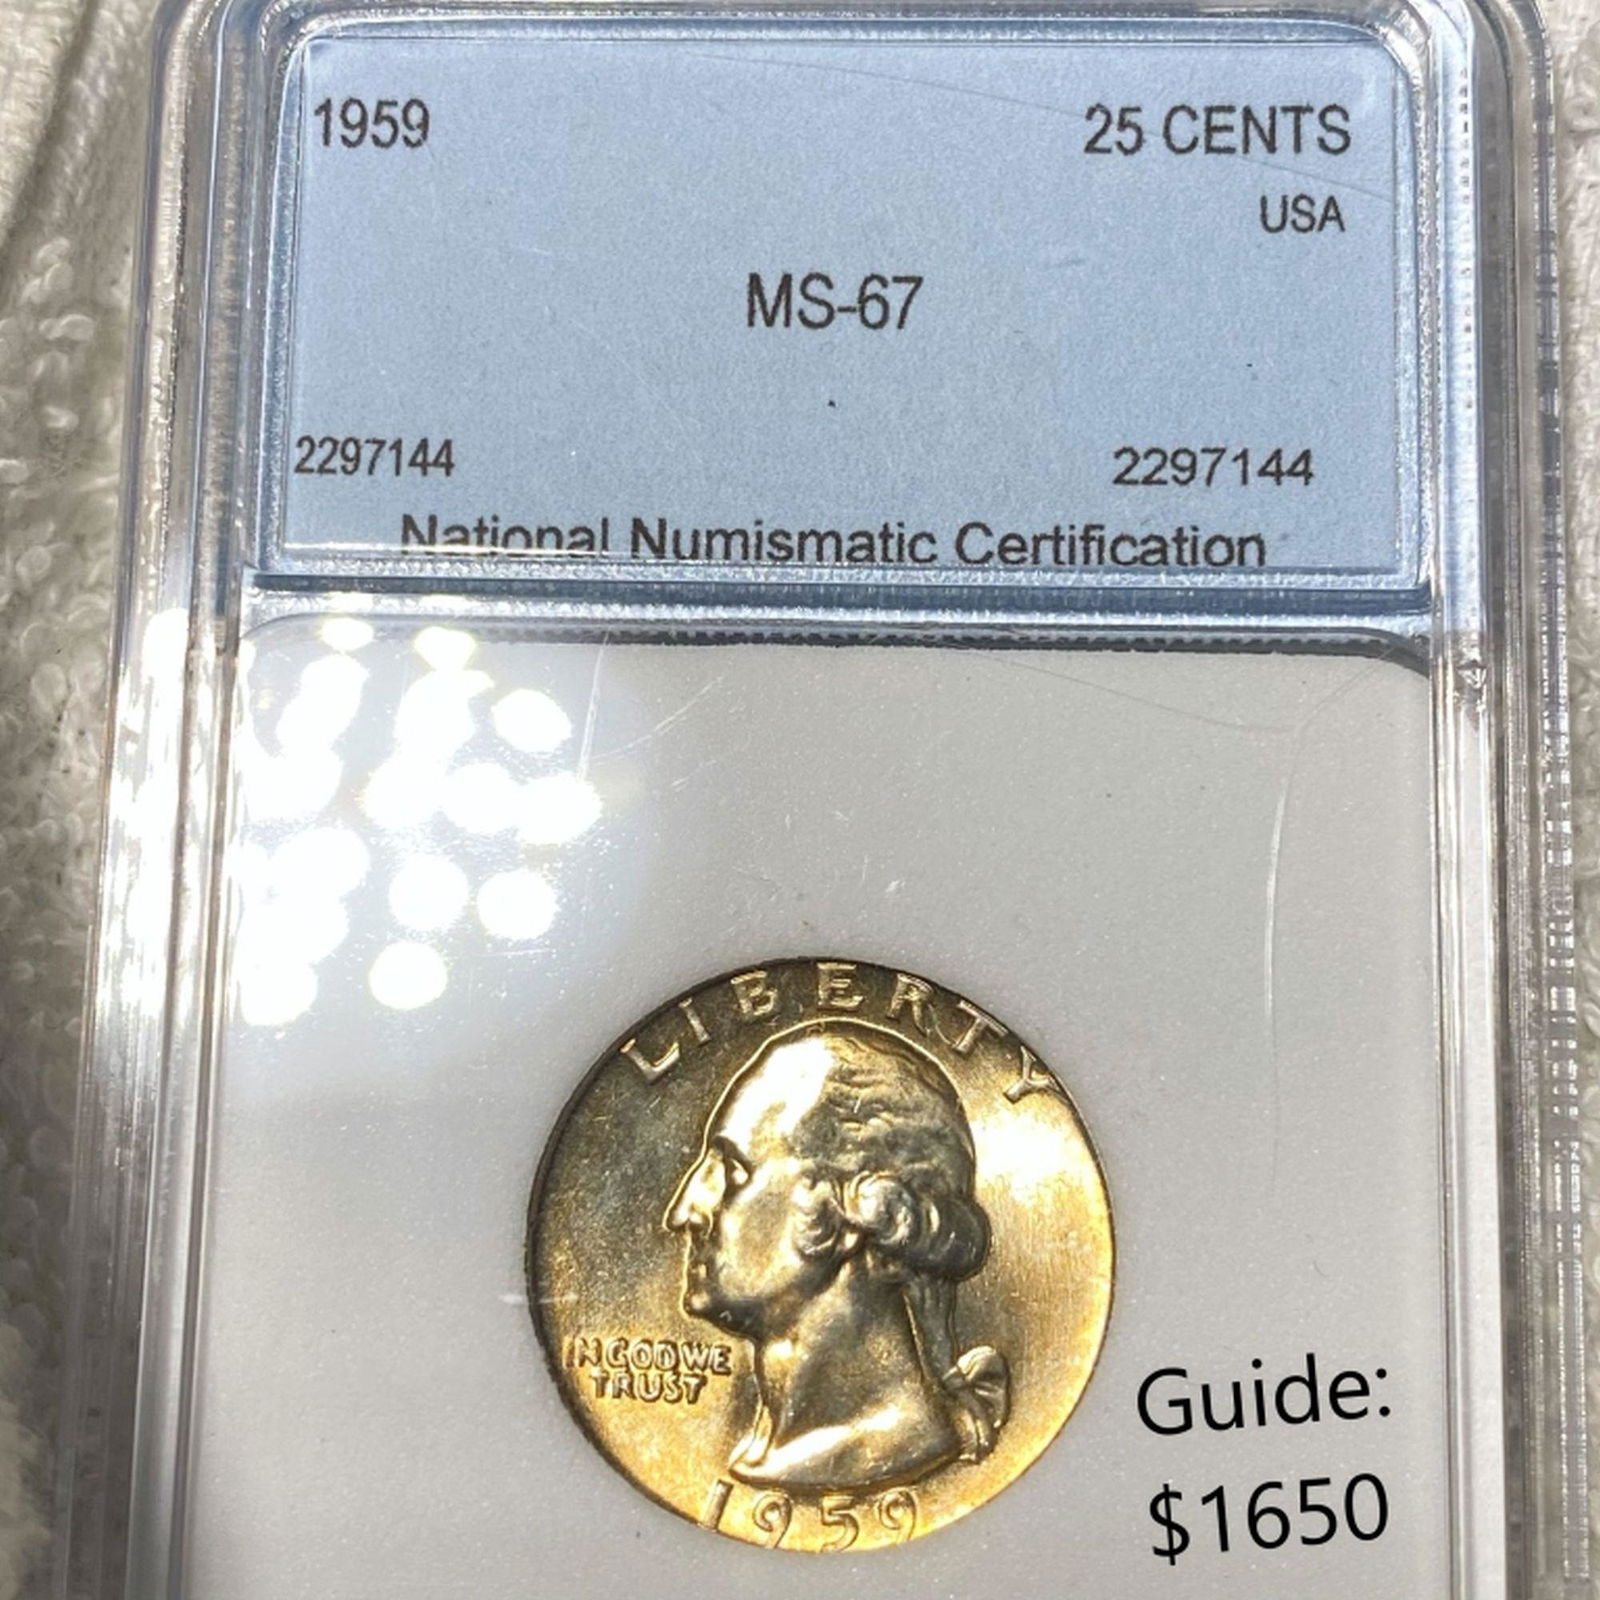 1959 25 CENTS
USA
MS-67
2297144 2297144
National Numismatic Certification
LIBERTY
IN GOD WE
TRUST
1959
Guide:
$1650